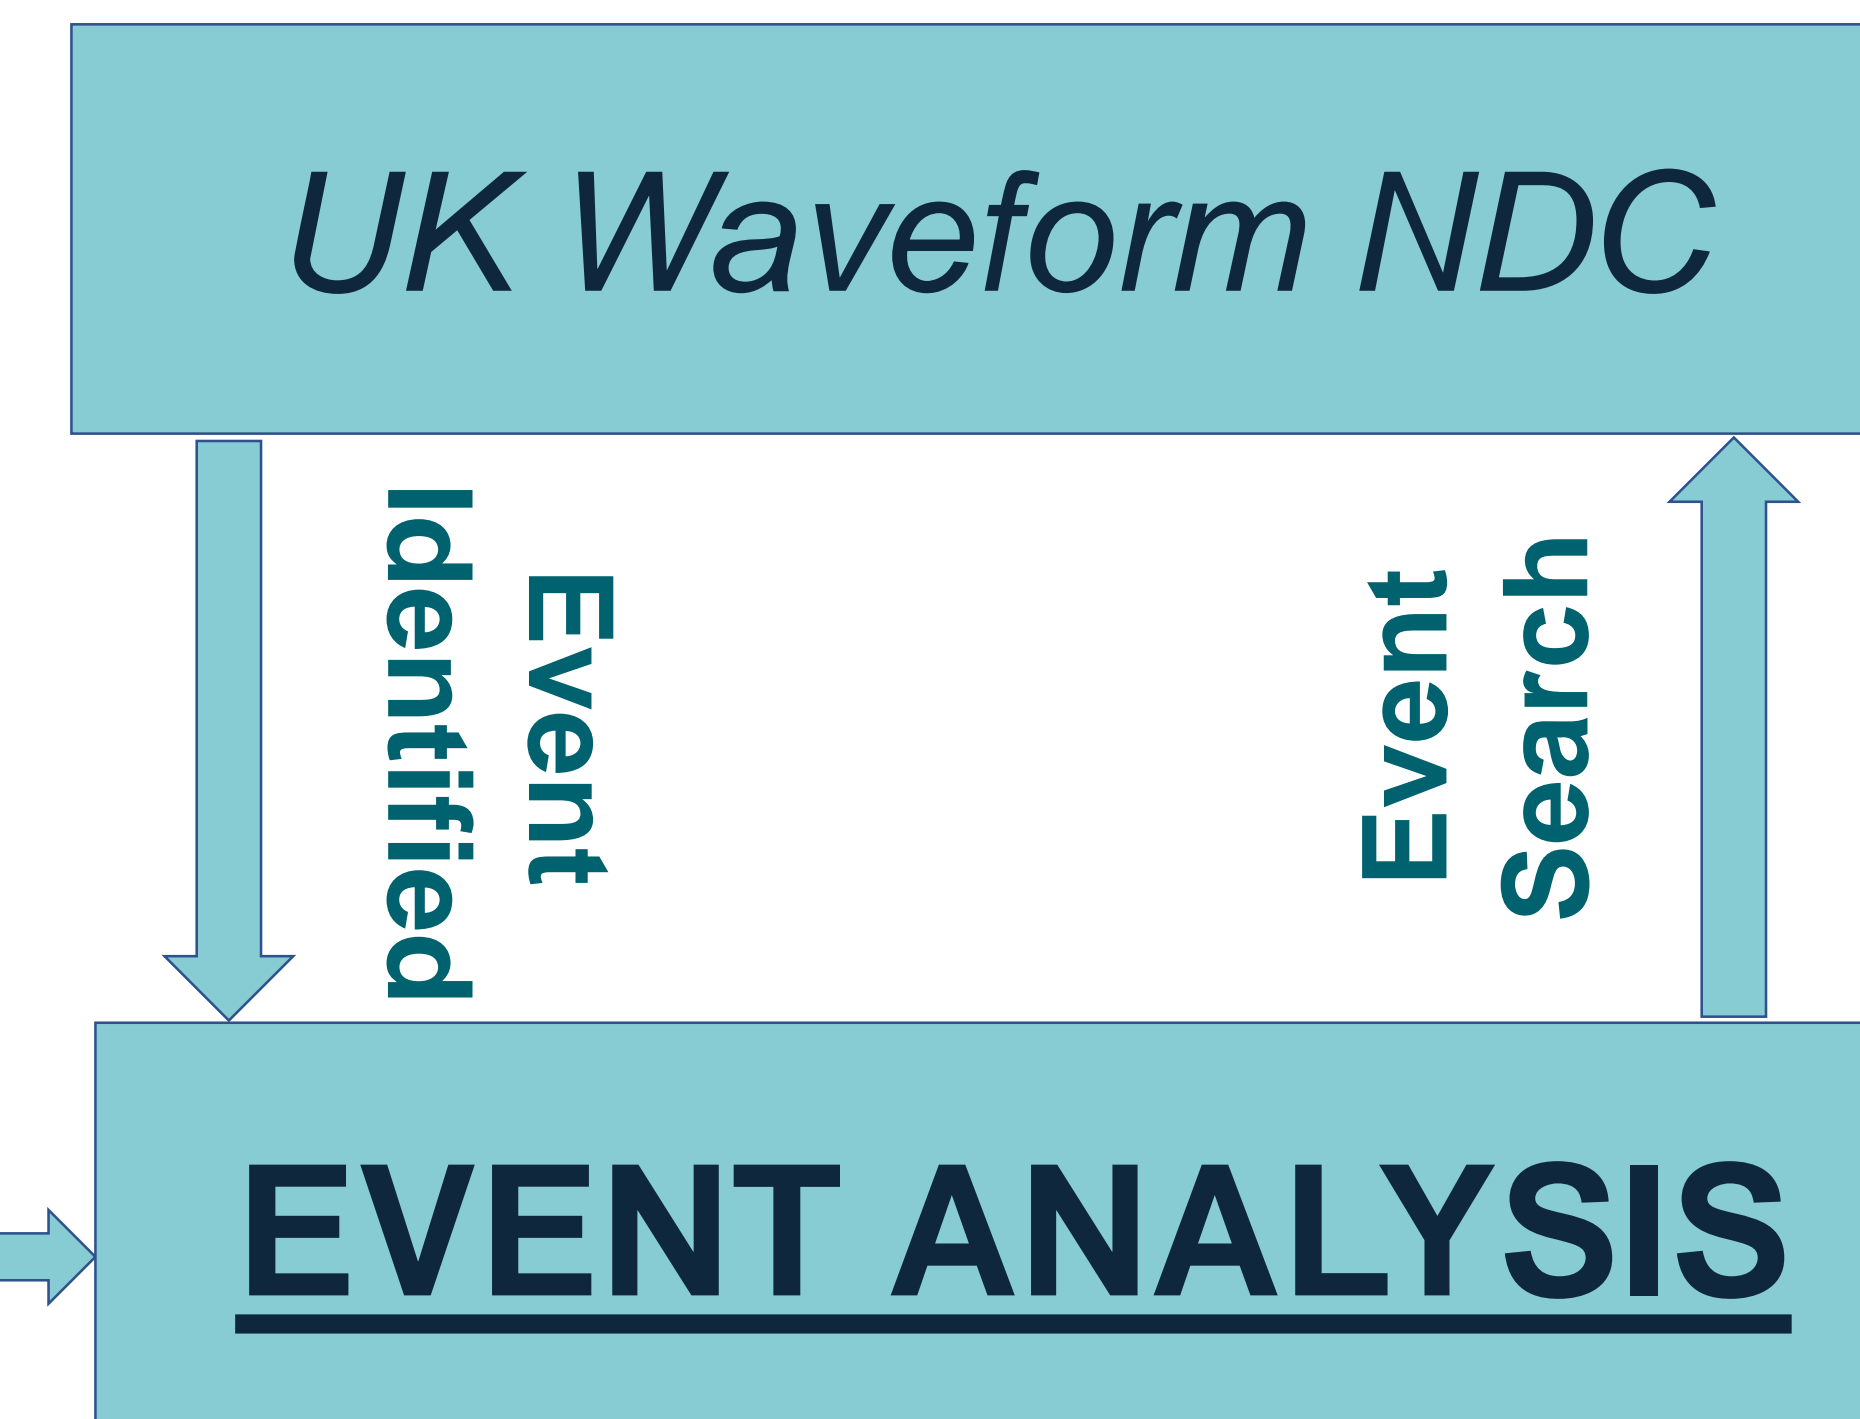 UK Waveform NDC
Event
Identified
Event
Search
EVENT ANALYSIS